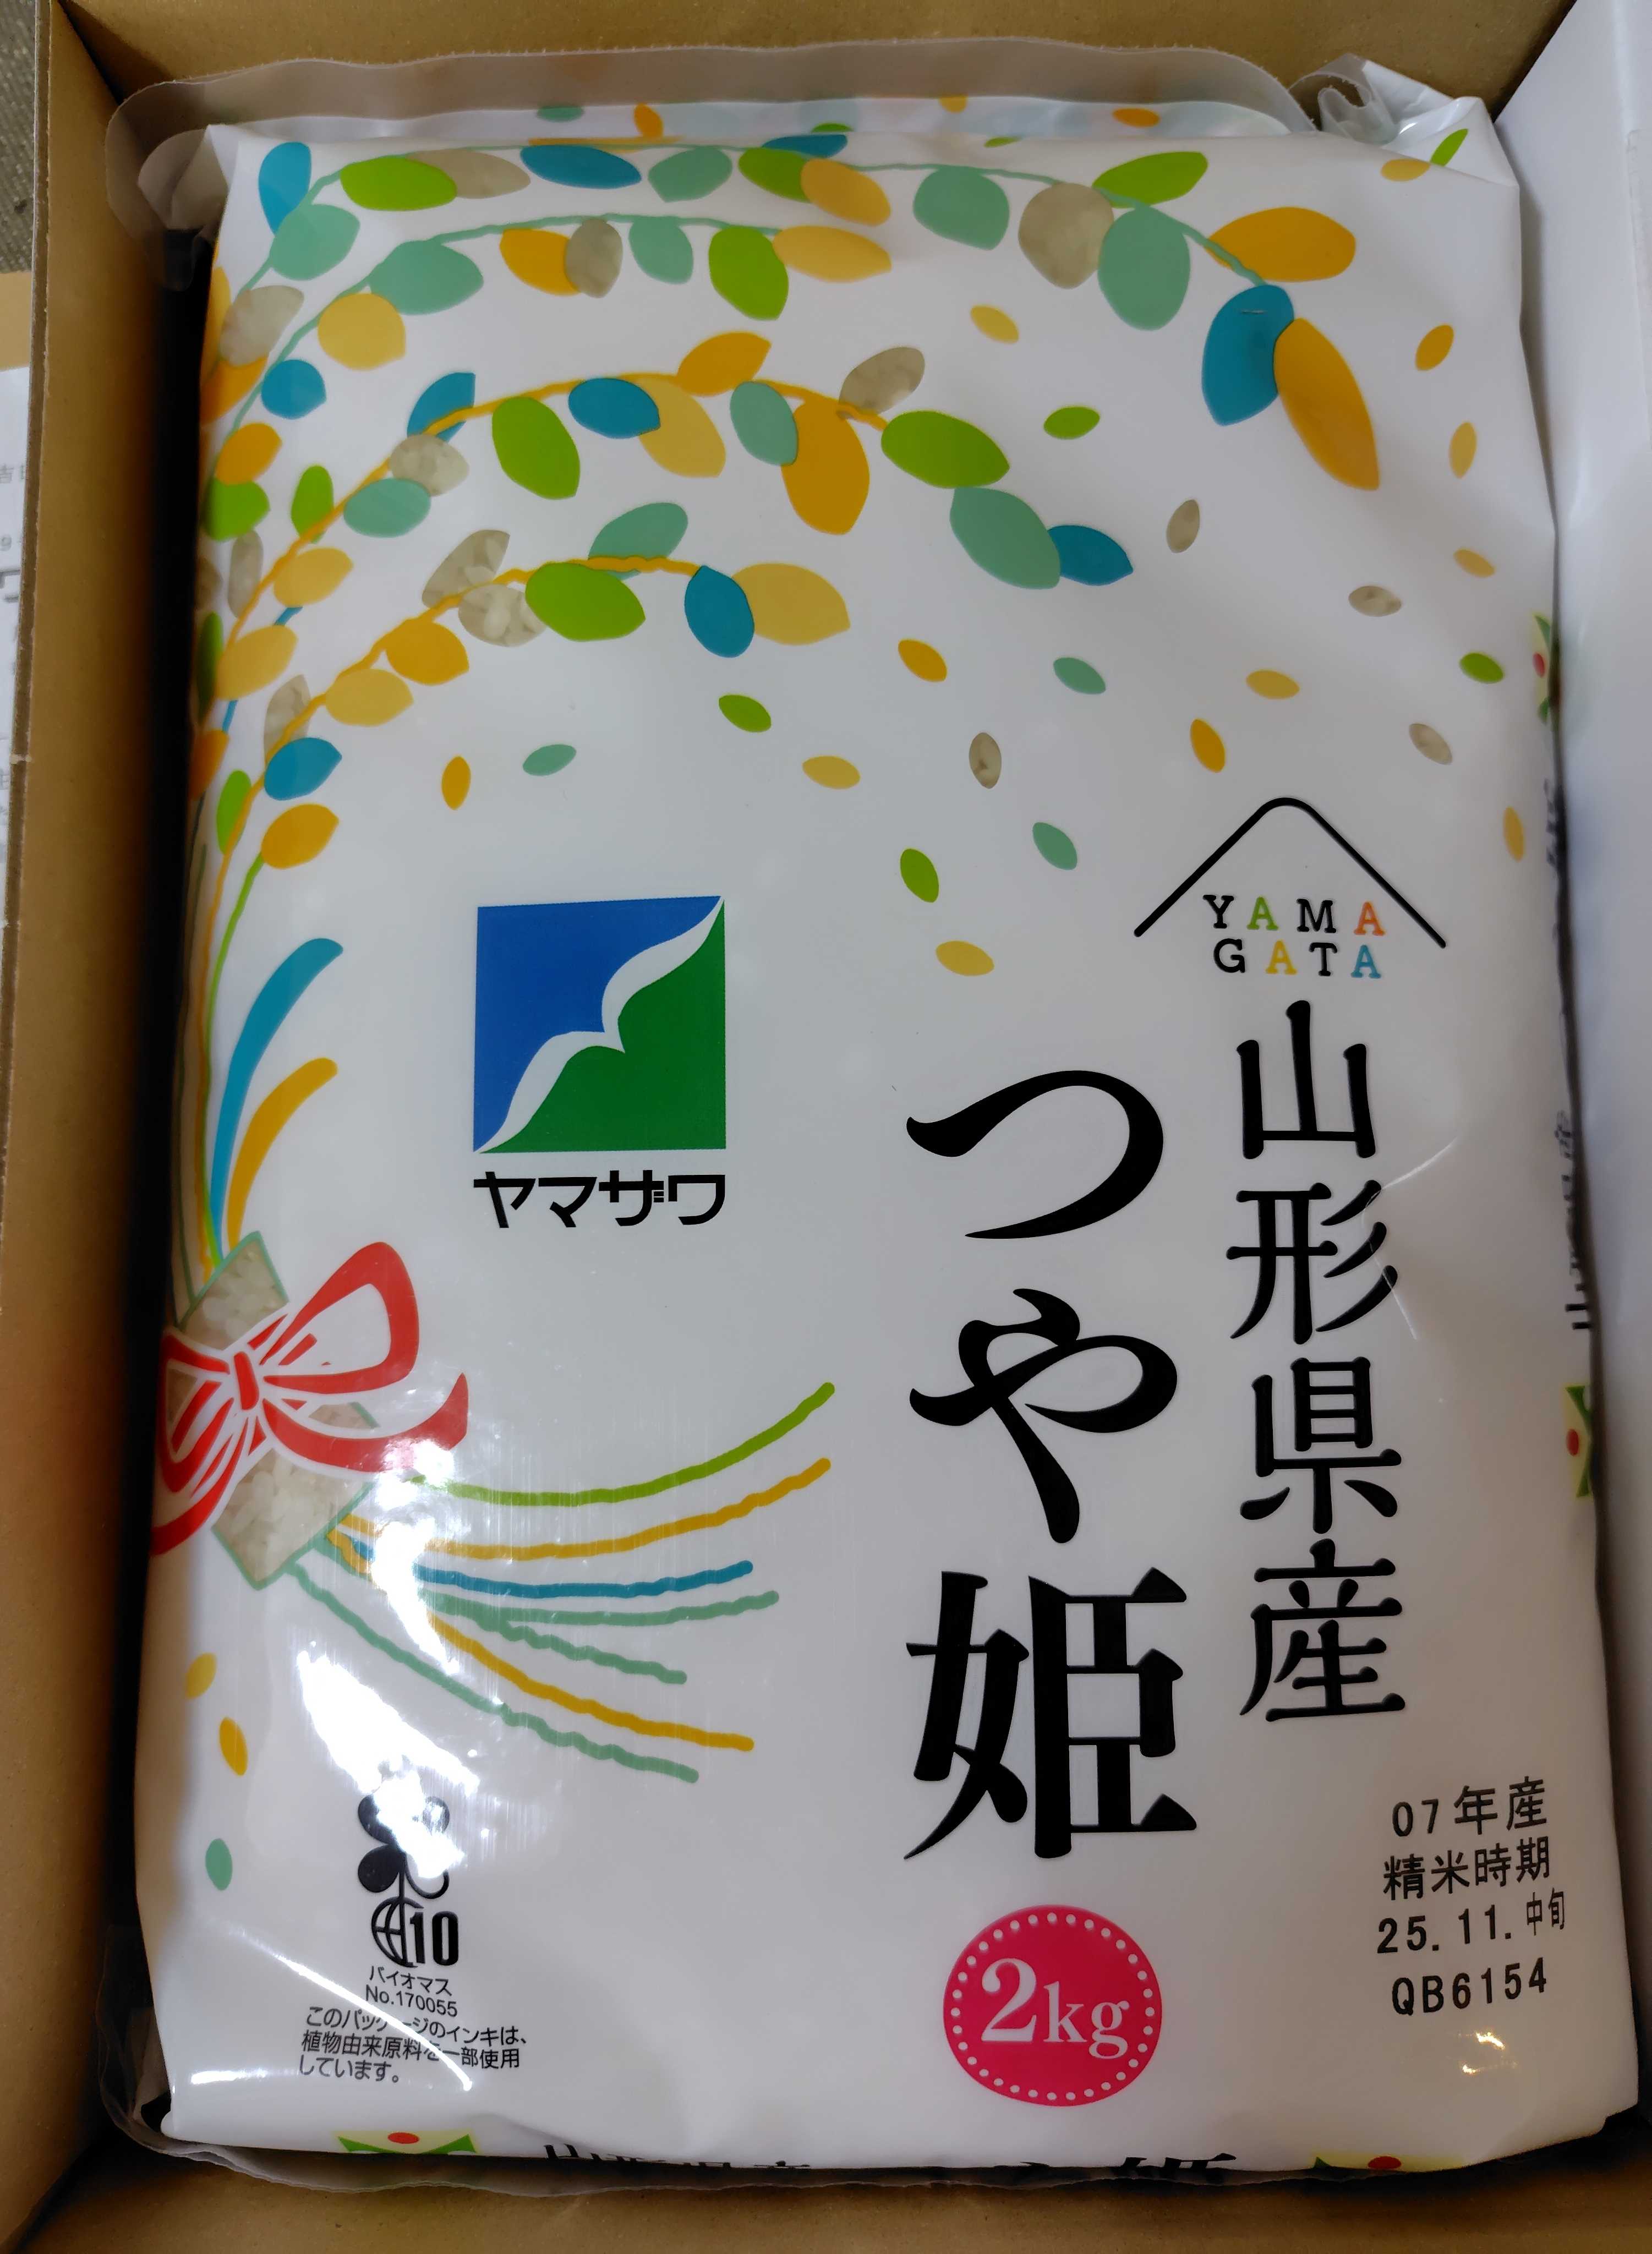 YAMA
GATA
山形県産
つや姫
ヤマザワ
07年産
精米時期
25.11.中旬
QB6154
2kg
10
バイオマス
No.170055
このパッケージのインキは、
植物由来原料を一部使用
しています。